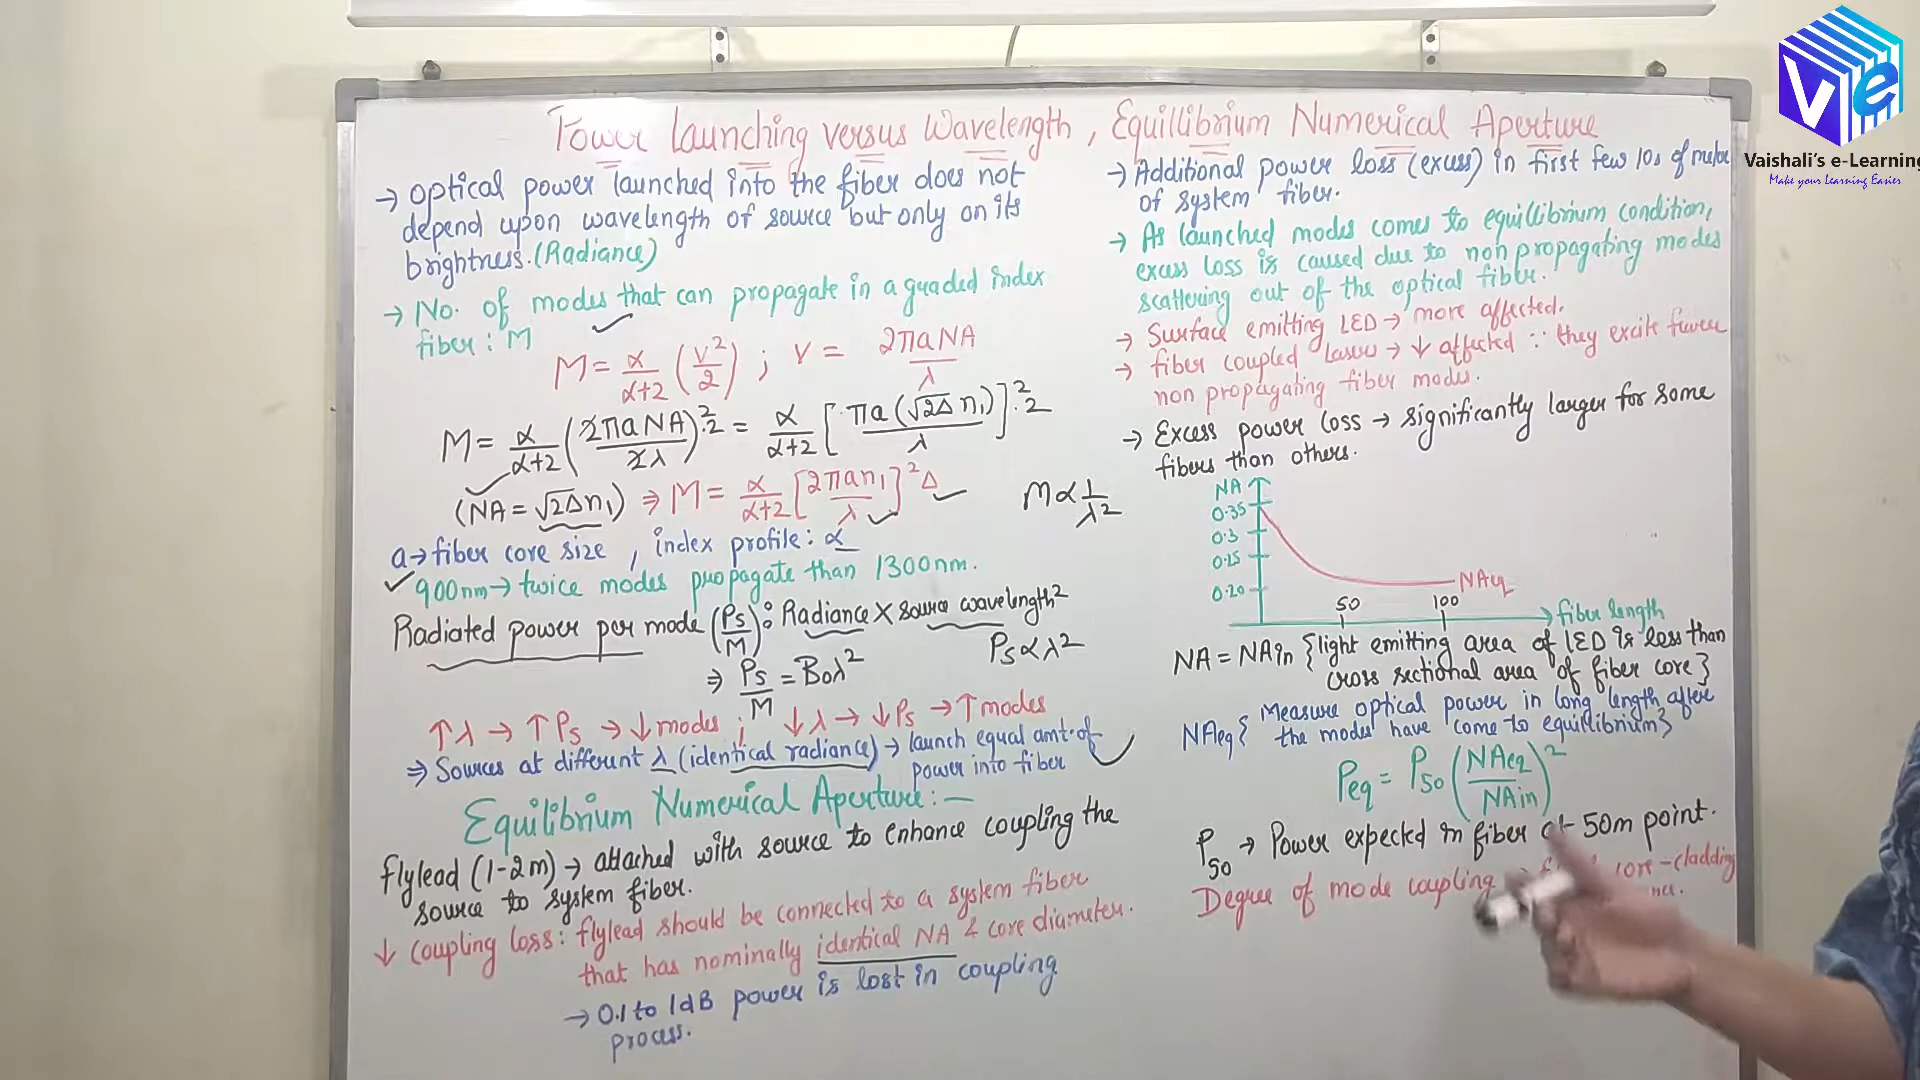 Power launching versus Wavelength, Equillibrium Numerical Aperture
→ optical power launched into the fiber does not
depend upon wavelength of source but only on its
brightness. (Radiance)
→ No. of modes that can propagate in a graded index
fiber : M
M = α/(α+2) (V²/2) ; V = 2πaNA/λ
M = α/(α+2) (2πaNA/2λ)².2 = α/(α+2) [πa(√2Δ n₁)/λ]².2
(NA = √2Δ n₁) ⇒ M = α/(α+2) [2πan₁/λ]² Δ
M ∝ 1/λ²
a → fiber core size , index profile : α
900nm → twice modes propagate than 1300nm.
Radiated power per mode (Ps/M) : Radiance X source wavelength²
⇒ Ps/M = B₀λ²
Ps ∝ λ²
↑λ → ↑Ps → ↓modes ; ↓λ → ↓Ps → ↑modes
⇒ Sources at different λ (identical radiance) → launch equal amt. of
power into fiber
Equilibrium Numerical Aperture :—
flylead (1-2m) → attached with source to enhance coupling the
source to system fiber.
↓ coupling loss : flylead should be connected to a system fiber
that has nominally identical NA & core diameter.
→ 0.1 to 1dB power is lost in coupling
process.
→ Additional power loss (excess) in first few 10s of meter
of system fiber.
→ As launched modes comes to equillibrium condition,
excess loss is caused due to non propagating modes
scattering out of the optical fiber.
→ Surface emitting LED → more affected.
→ fiber coupled lasers → ↓ affected ∵ they excite fewer
non propagating fiber modes.
→ Excess power loss → significantly larger for some
fibers than others.
NA
0.35
0.3
0.25
0.20
50
100
NAeq
fiber length
NA = NAin {light emitting area of LED is less than
cross sectional area of fiber core}
NAeq { Measure optical power in long length after
the modes have come to equillibrium}
Peq = P50 (NAeq/NAin)²
P50 → Power expected in fiber at 50m point.
Degree of mode coupling core-cladding
Vaishali's e-Learning
Make your Learning Easier